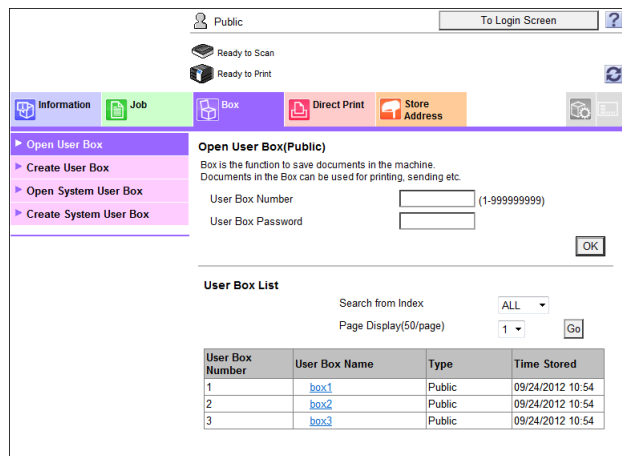 Public
To Login Screen
?
Ready to Scan
Ready to Print
Information
Job
Box
Direct Print
Store
Address
Open User Box
Create User Box
Open System User Box
Create System User Box
Open User Box(Public)
Box is the function to save documents in the machine.
Documents in the Box can be used for printing, sending etc.
User Box Number (1-999999999)
User Box Password
OK
User Box List
Search from Index ALL
Page Display(50/page) 1 Go
User Box
Number User Box Name Type Time Stored
1 box1 Public 09/24/2012 10:54
2 box2 Public 09/24/2012 10:54
3 box3 Public 09/24/2012 10:54